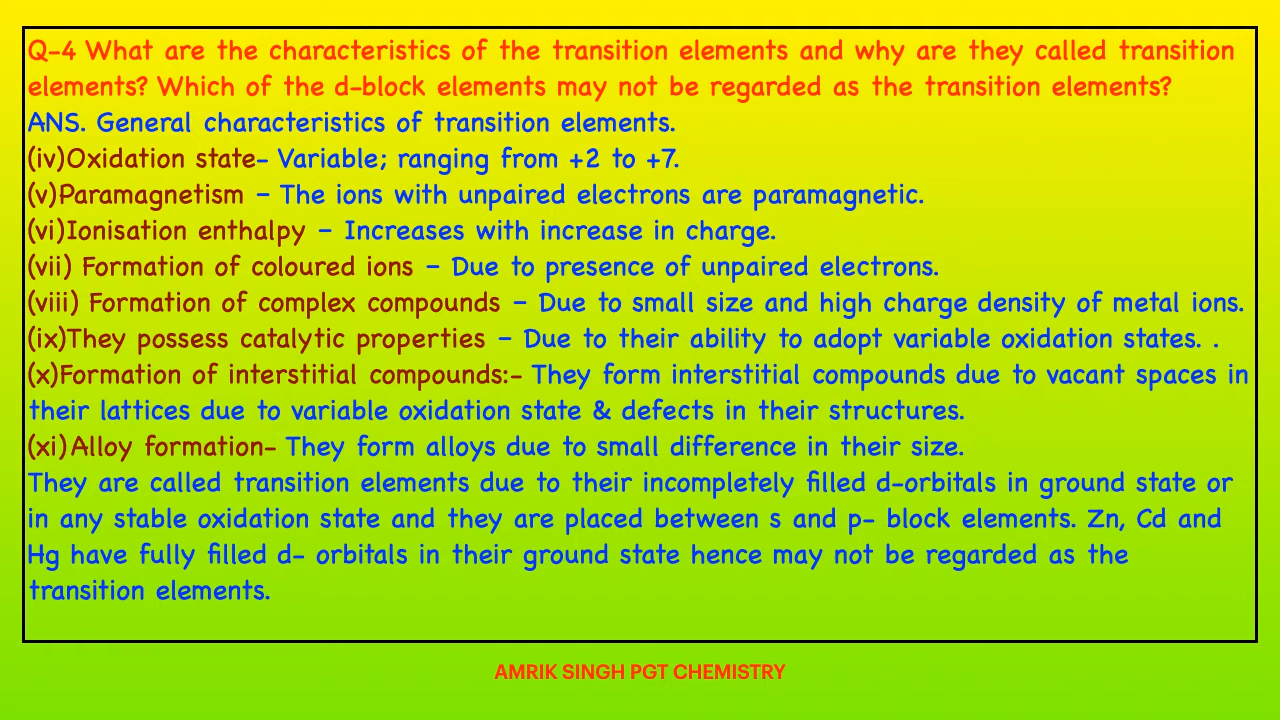 Q-4 What are the characteristics of the transition elements and why are they called transition
elements? Which of the d-block elements may not be regarded as the transition elements?
ANS. General characteristics of transition elements.
(iv)Oxidation state- Variable; ranging from +2 to +7.
(v)Paramagnetism – The ions with unpaired electrons are paramagnetic.
(vi)Ionisation enthalpy – Increases with increase in charge.
(vii) Formation of coloured ions – Due to presence of unpaired electrons.
(viii) Formation of complex compounds – Due to small size and high charge density of metal ions.
(ix)They possess catalytic properties – Due to their ability to adopt variable oxidation states. .
(x)Formation of interstitial compounds:- They form interstitial compounds due to vacant spaces in
their lattices due to variable oxidation state & defects in their structures.
(xi)Alloy formation- They form alloys due to small difference in their size.
They are called transition elements due to their incompletely filled d-orbitals in ground state or
in any stable oxidation state and they are placed between s and p- block elements. Zn, Cd and
Hg have fully filled d- orbitals in their ground state hence may not be regarded as the
transition elements.
AMRIK SINGH PGT CHEMISTRY